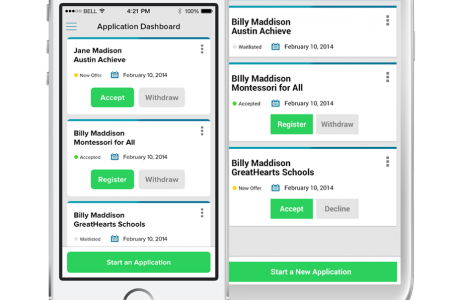 BELL
4:21 PM
100%
Application Dashboard
Jane Madison
Austin Achieve
New Offer
February 10, 2014
Accept
Withdraw
Billy Maddison
Montessori for All
Accepted
February 10, 2014
Register
Withdraw
Billy Maddison
GreatHearts Schools
Waitlisted
February 10, 2014
Start an Application
Billy Maddison
Austin Achieve
Waitlisted
February 10, 2014
Billy Maddison
Montessori for All
Accepted
February 10, 2014
Register
Withdraw
Billy Maddison
GreatHearts Schools
New Offer
February 10, 2014
Accept
Decline
Start a New Application